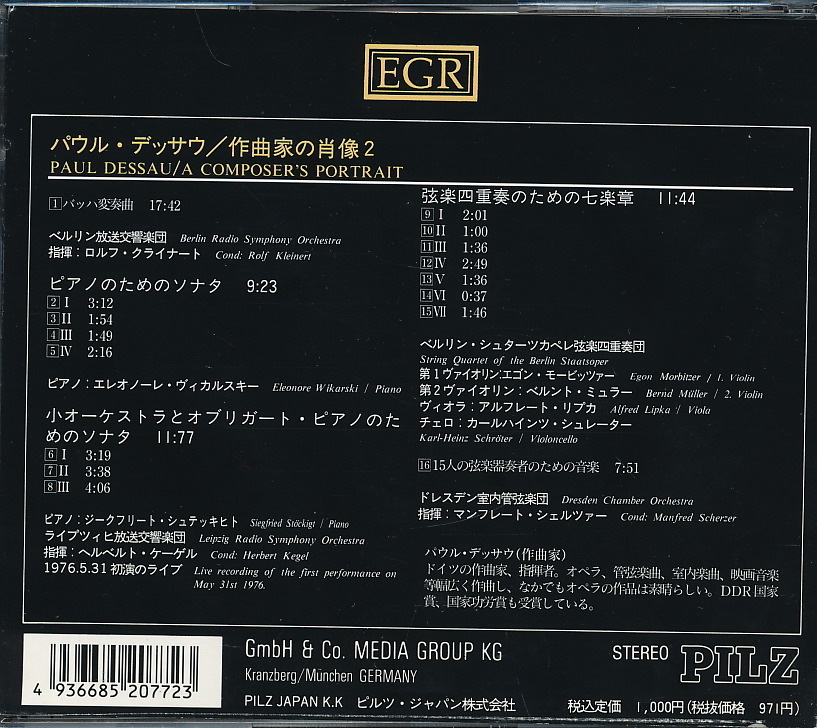 EGR
パウル・デッサウ／作曲家の肖像2
PAUL DESSAU/A COMPOSER'S PORTRAIT
1 バッハ変奏曲 17:42
ベルリン放送交響楽団 Berlin Radio Symphony Orchestra
指揮：ロルフ・クライナート Cond: Rolf Kleinert
ピアノのためのソナタ 9:23
2 I 3:12
3 II 1:54
4 III 1:49
5 IV 2:16
ピアノ：エレオノーレ・ヴィカルスキー Eleonore Wikarski / Piano
小オーケストラとオブリガート・ピアノのた
めのソナタ 11:77
6 I 3:19
7 II 3:38
8 III 4:06
ピアノ：ジークフリート・シュテッキヒト Siegfried Stöckigt / Piano
ライプツィヒ放送交響楽団 Leipzig Radio Symphony Orchestra
指揮：ヘルベルト・ケーゲル Cond: Herbert Kegel
1976.5.31 初演のライブ Live recording of the first performance on
May 31st 1976.
弦楽四重奏のための七楽章 11:44
9 I 2:01
10 II 1:00
11 III 1:36
12 IV 2:49
13 V 1:36
14 VI 0:37
15 VII 1:46
ベルリン・シュターツカペレ弦楽四重奏団
String Quartet of the Berlin Staatsoper
第1ヴァイオリン:エゴン・モービッツァー Egon Morbitzer / 1. Violin
第2ヴァイオリン：ベルント・ミュラー Bernd Müller / 2. Violin
ヴィオラ：アルフレート・リプカ Alfred Lipka / Viola
チェロ：カールハインツ・シュレーター
Karl-Heinz Schröter / Violoncello
16 15人の弦楽器奏者のための音楽 7:51
ドレスデン室内管弦楽団 Dresden Chamber Orchestra
指揮：マンフレート・シェルツァー Cond: Manfred Scherzer
パウル・デッサウ(作曲家)
ドイツの作曲家、指揮者。オペラ、管弦楽曲、室内楽曲、映画音楽
等幅広く作曲し、なかでもオペラの作品は素晴らしい。DDR国家
賞、国家功労賞も受賞している。
4 936685 207723
GmbH & Co. MEDIA GROUP KG
Kranzberg/München GERMANY
PILZ JAPAN K.K ピルツ・ジャパン株式会社
STEREO PILZ
税込定価 1,000円(税抜価格 971円)